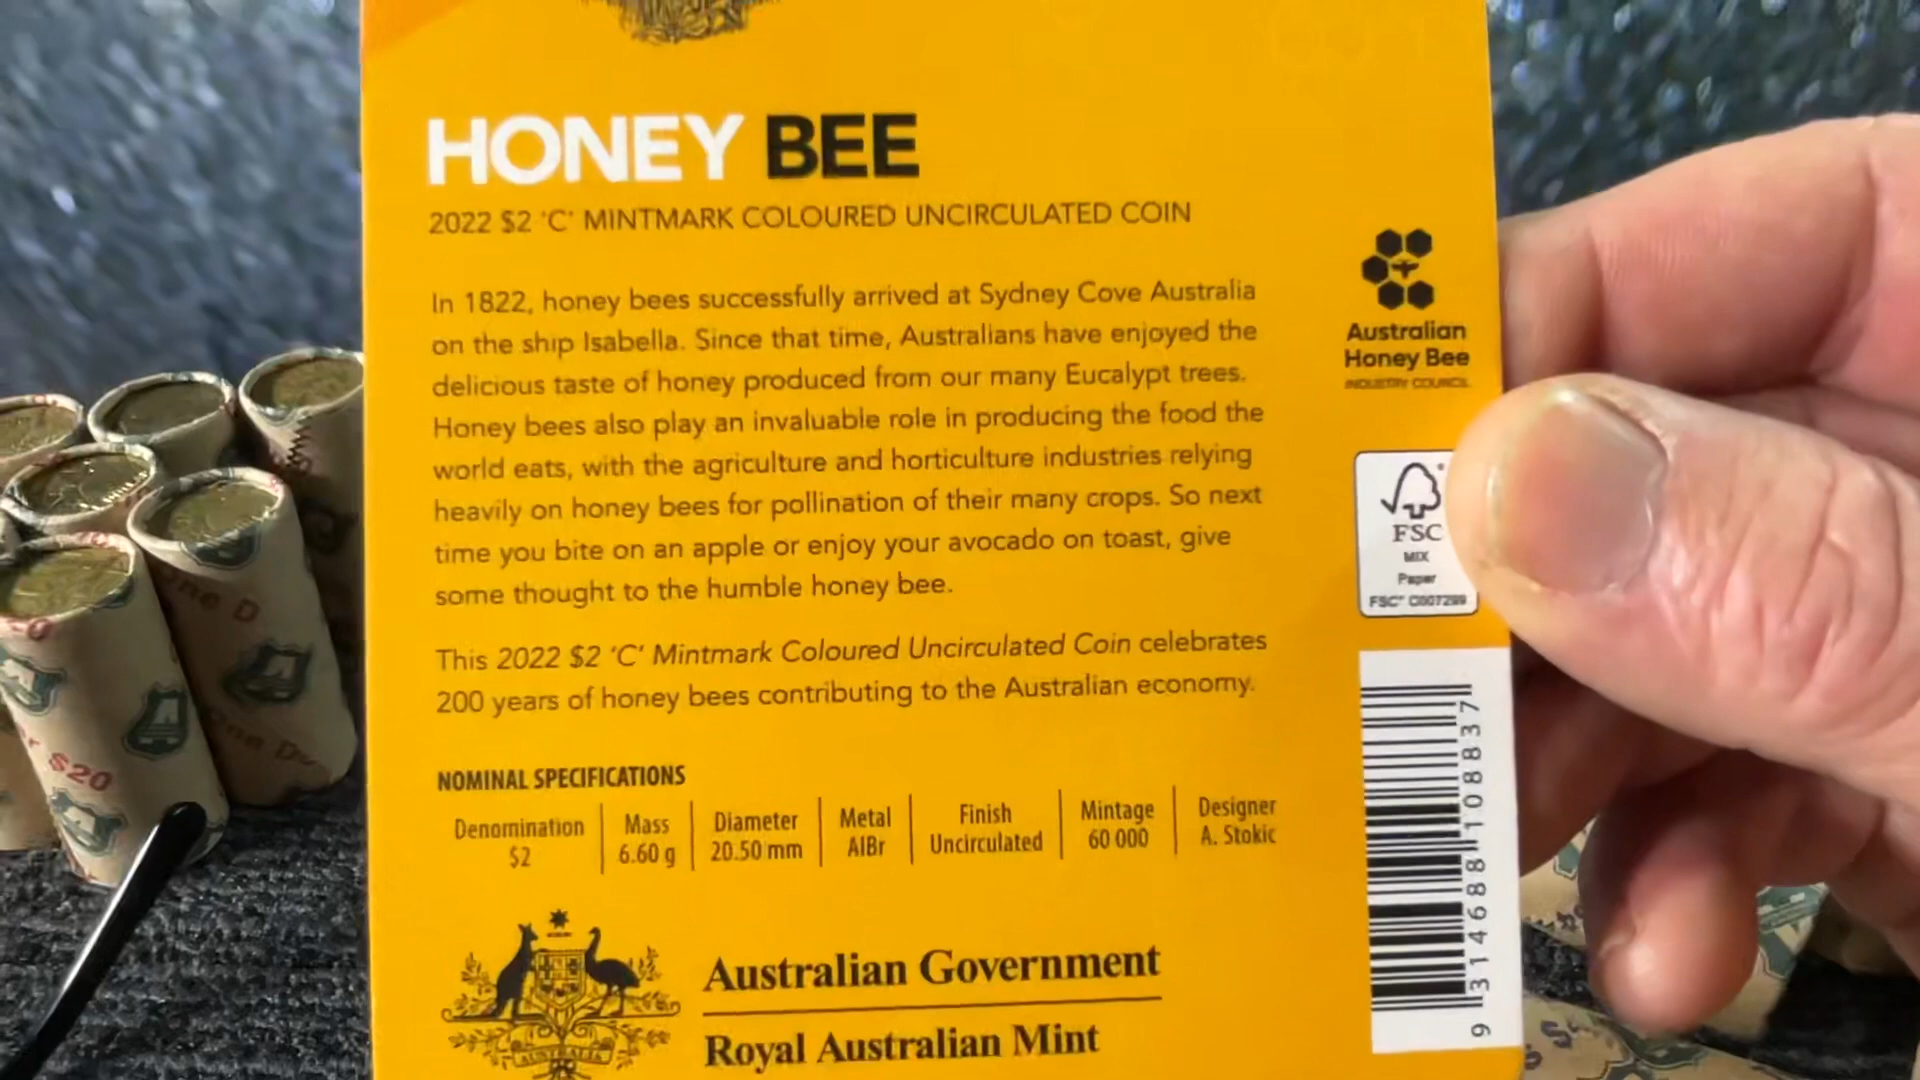 HONEY BEE
2022 $2 'C' MINTMARK COLOURED UNCIRCULATED COIN
In 1822, honey bees successfully arrived at Sydney Cove Australia
on the ship Isabella. Since that time, Australians have enjoyed the
delicious taste of honey produced from our many Eucalypt trees.
Honey bees also play an invaluable role in producing the food the
world eats, with the agriculture and horticulture industries relying
heavily on honey bees for pollination of their many crops. So next
time you bite on an apple or enjoy your avocado on toast, give
some thought to the humble honey bee.
This 2022 $2 'C' Mintmark Coloured Uncirculated Coin celebrates
200 years of honey bees contributing to the Australian economy.
NOMINAL SPECIFICATIONS
Denomination Mass Diameter Metal Finish Mintage Designer
$2 6.60 g 20.50 mm AlBr Uncirculated 60 000 A. Stokic
AUSTRALIA
Australian Government
Royal Australian Mint
Australian
Honey Bee
INDUSTRY COUNCIL
FSC
MIX
Paper
FSC® C007299
9 314688 108837
$20